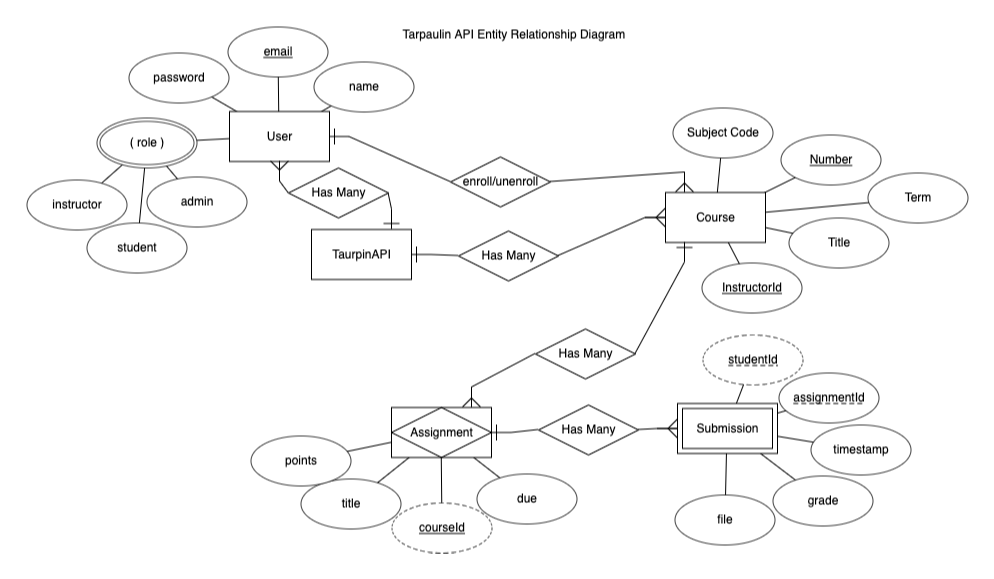 Tarpaulin API Entity Relationship Diagram
email
password
name
User
( role )
Subject Code
Number
enroll/unenroll
Has Many
instructor
admin
Term
Course
student
Title
TaurpinAPI
Has Many
InstructorId
Has Many
studentId
assignmentId
Assignment
Has Many
Submission
timestamp
points
title
due
grade
file
courseId